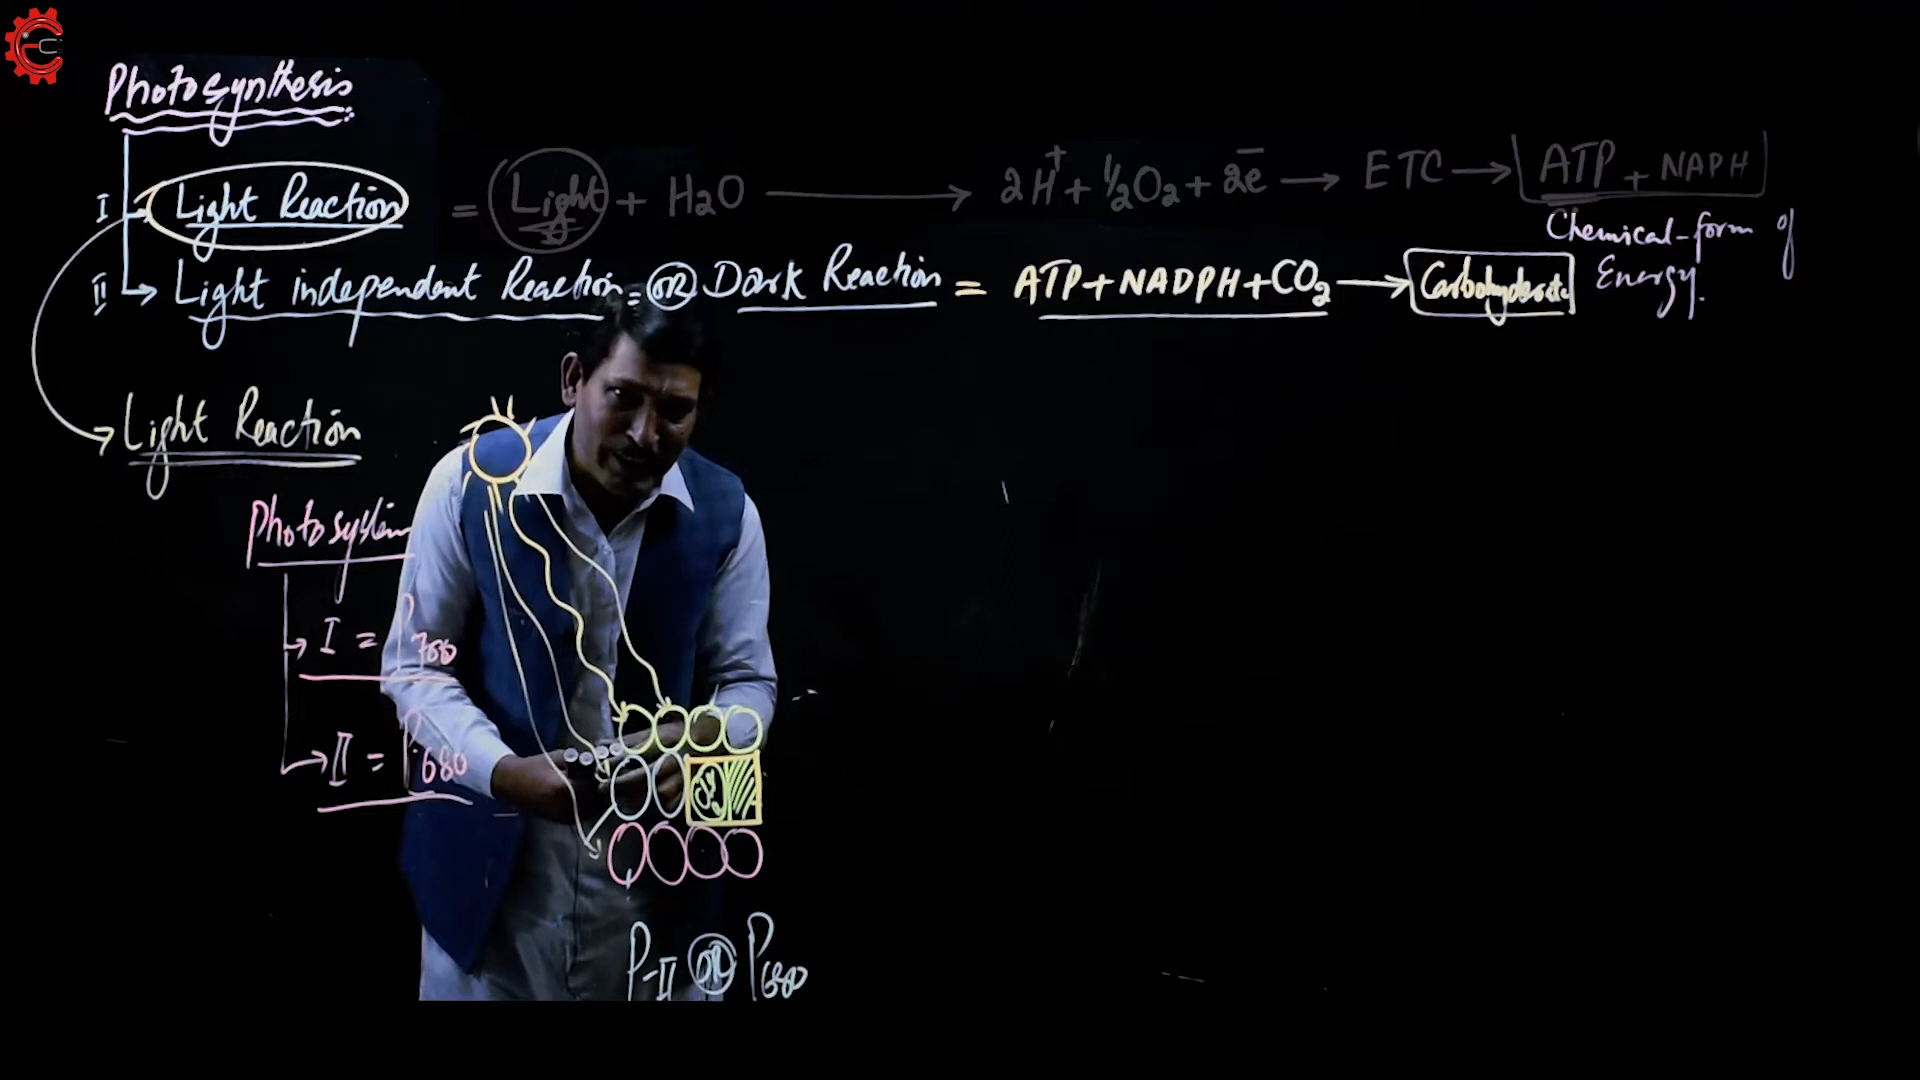 Photosynthesis
I Light Reaction = Light + H2O → 2H⁺ + ½O₂ + 2e⁻ → ETC → ATP + NAPH
Chemical-form of
Energy.
II → Light independent Reaction = OR Dark Reaction = ATP+NADPH+CO₂ → Carbohydrate
Light Reaction
Photosystem
→ I = P700
→ II = P680
P-II OR P680